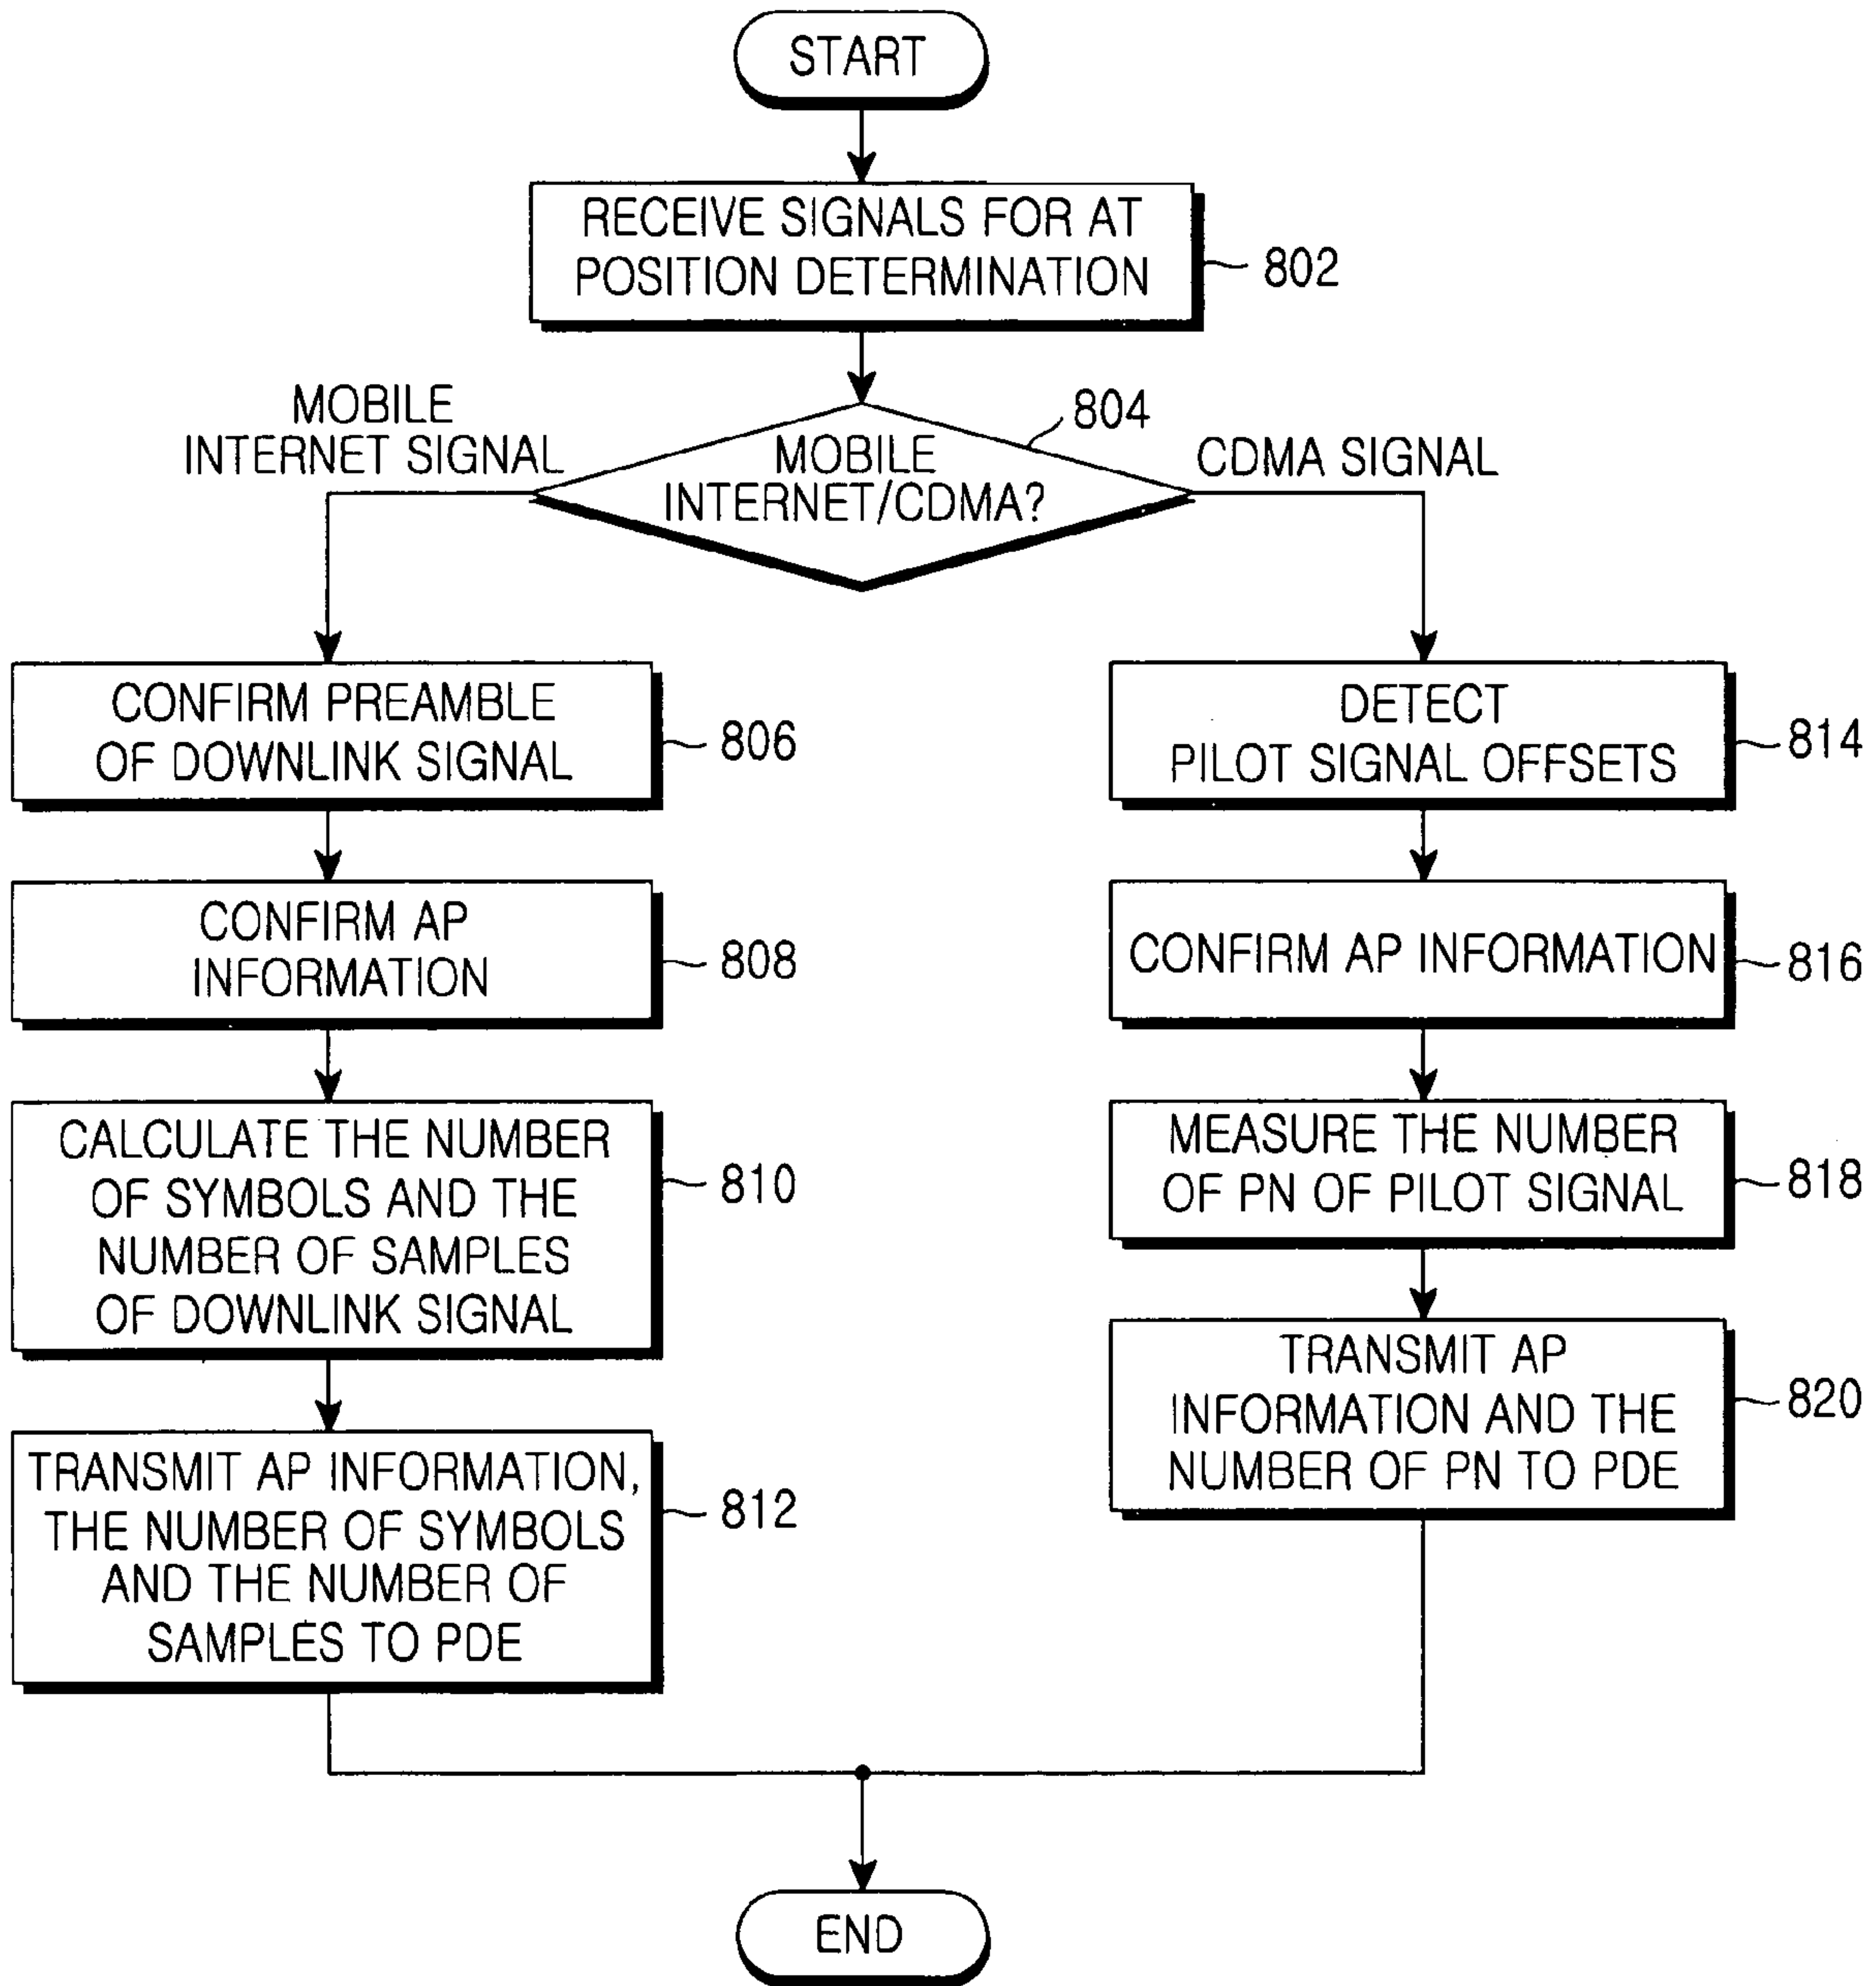 START
RECEIVE SIGNALS FOR AT
POSITION DETERMINATION
802
MOBILE
INTERNET SIGNAL
804
MOBILE
INTERNET/CDMA?
CDMA SIGNAL
CONFIRM PREAMBLE
OF DOWNLINK SIGNAL
806
CONFIRM AP
INFORMATION
808
CALCULATE THE NUMBER
OF SYMBOLS AND THE
NUMBER OF SAMPLES
OF DOWNLINK SIGNAL
810
TRANSMIT AP INFORMATION,
THE NUMBER OF SYMBOLS
AND THE NUMBER OF
SAMPLES TO PDE
812
DETECT
PILOT SIGNAL OFFSETS
814
CONFIRM AP INFORMATION
816
MEASURE THE NUMBER
OF PN OF PILOT SIGNAL
818
TRANSMIT AP
INFORMATION AND THE
NUMBER OF PN TO PDE
820
END